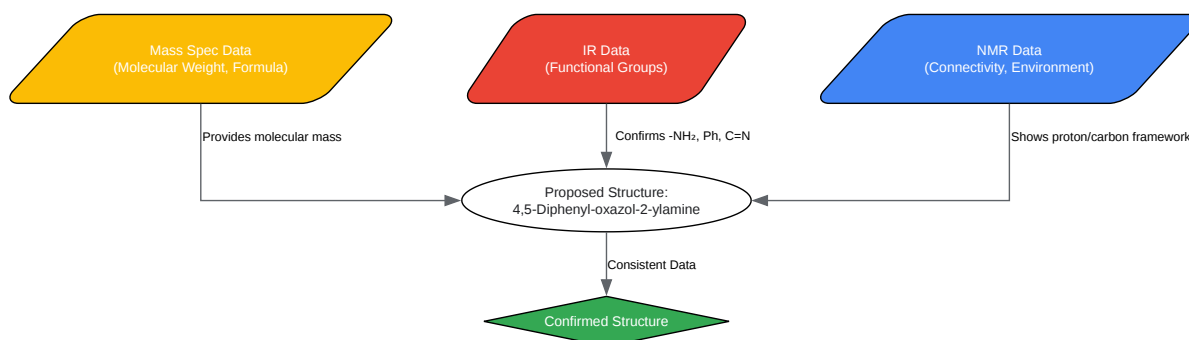 Mass Spec Data
(Molecular Weight, Formula)
IR Data
(Functional Groups)
NMR Data
(Connectivity, Environment)
Provides molecular mass
Confirms -NH₂, Ph, C=N
Shows proton/carbon framework
Proposed Structure:
4,5-Diphenyl-oxazol-2-ylamine
Consistent Data
Confirmed Structure